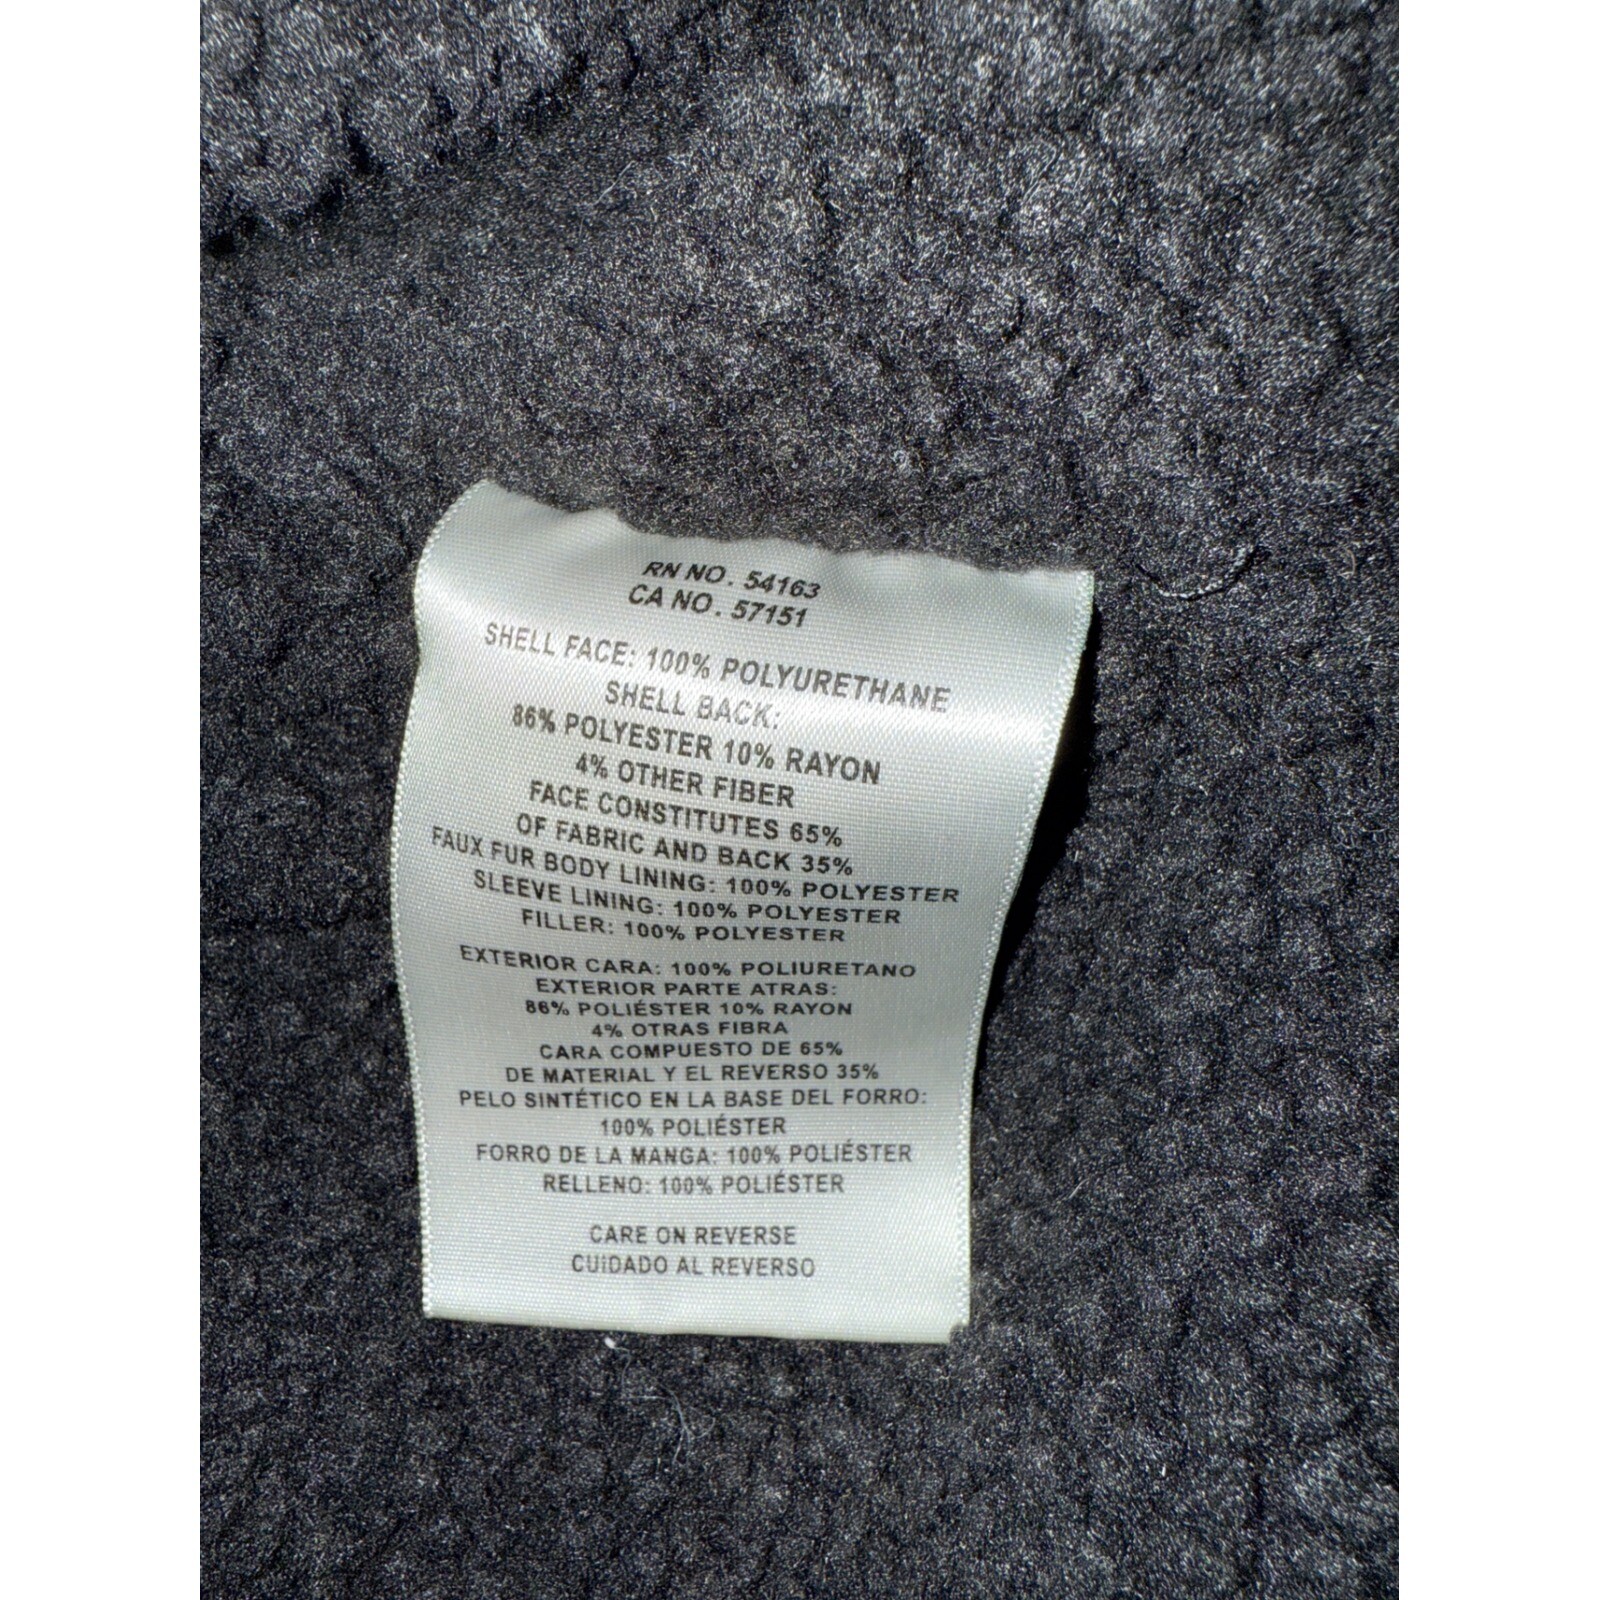 RN NO. 54163
CA NO. 57151
SHELL FACE: 100% POLYURETHANE
SHELL BACK:
86% POLYESTER 10% RAYON
4% OTHER FIBER
FACE CONSTITUTES 65%
OF FABRIC AND BACK 35%
FAUX FUR BODY LINING: 100% POLYESTER
SLEEVE LINING: 100% POLYESTER
FILLER: 100% POLYESTER
EXTERIOR CARA: 100% POLIURETANO
EXTERIOR PARTE ATRAS:
86% POLIÉSTER 10% RAYON
4% OTRAS FIBRA
CARA COMPUESTO DE 65%
DE MATERIAL Y EL REVERSO 35%
PELO SINTÉTICO EN LA BASE DEL FORRO:
100% POLIÉSTER
FORRO DE LA MANGA: 100% POLIÉSTER
RELLENO: 100% POLIÉSTER
CARE ON REVERSE
CUIDADO AL REVERSO